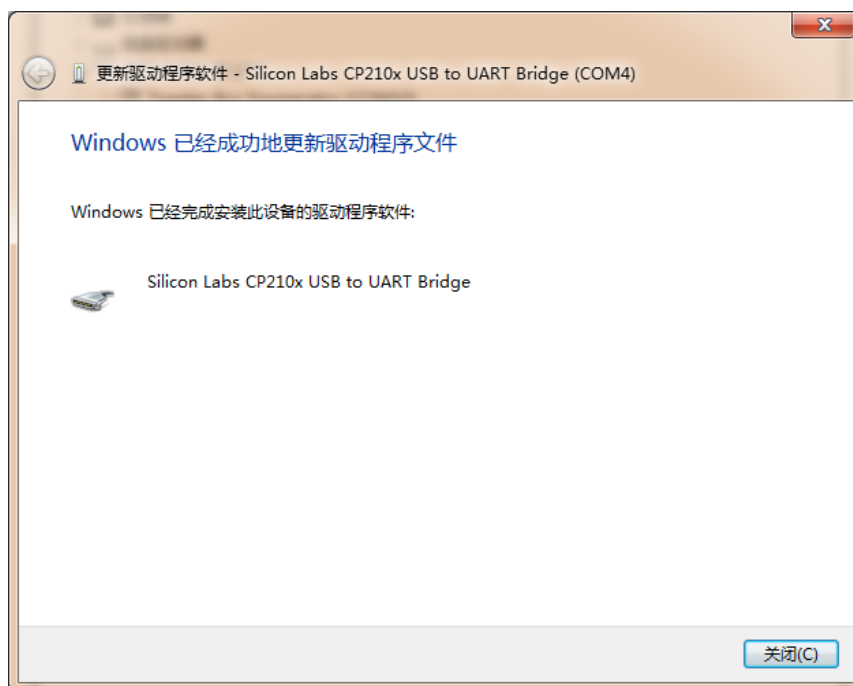 更新驱动程序软件 - Silicon Labs CP210x USB to UART Bridge (COM4)
Windows 已经成功地更新驱动程序文件
Windows 已经完成安装此设备的驱动程序软件:
Silicon Labs CP210x USB to UART Bridge
关闭(C)